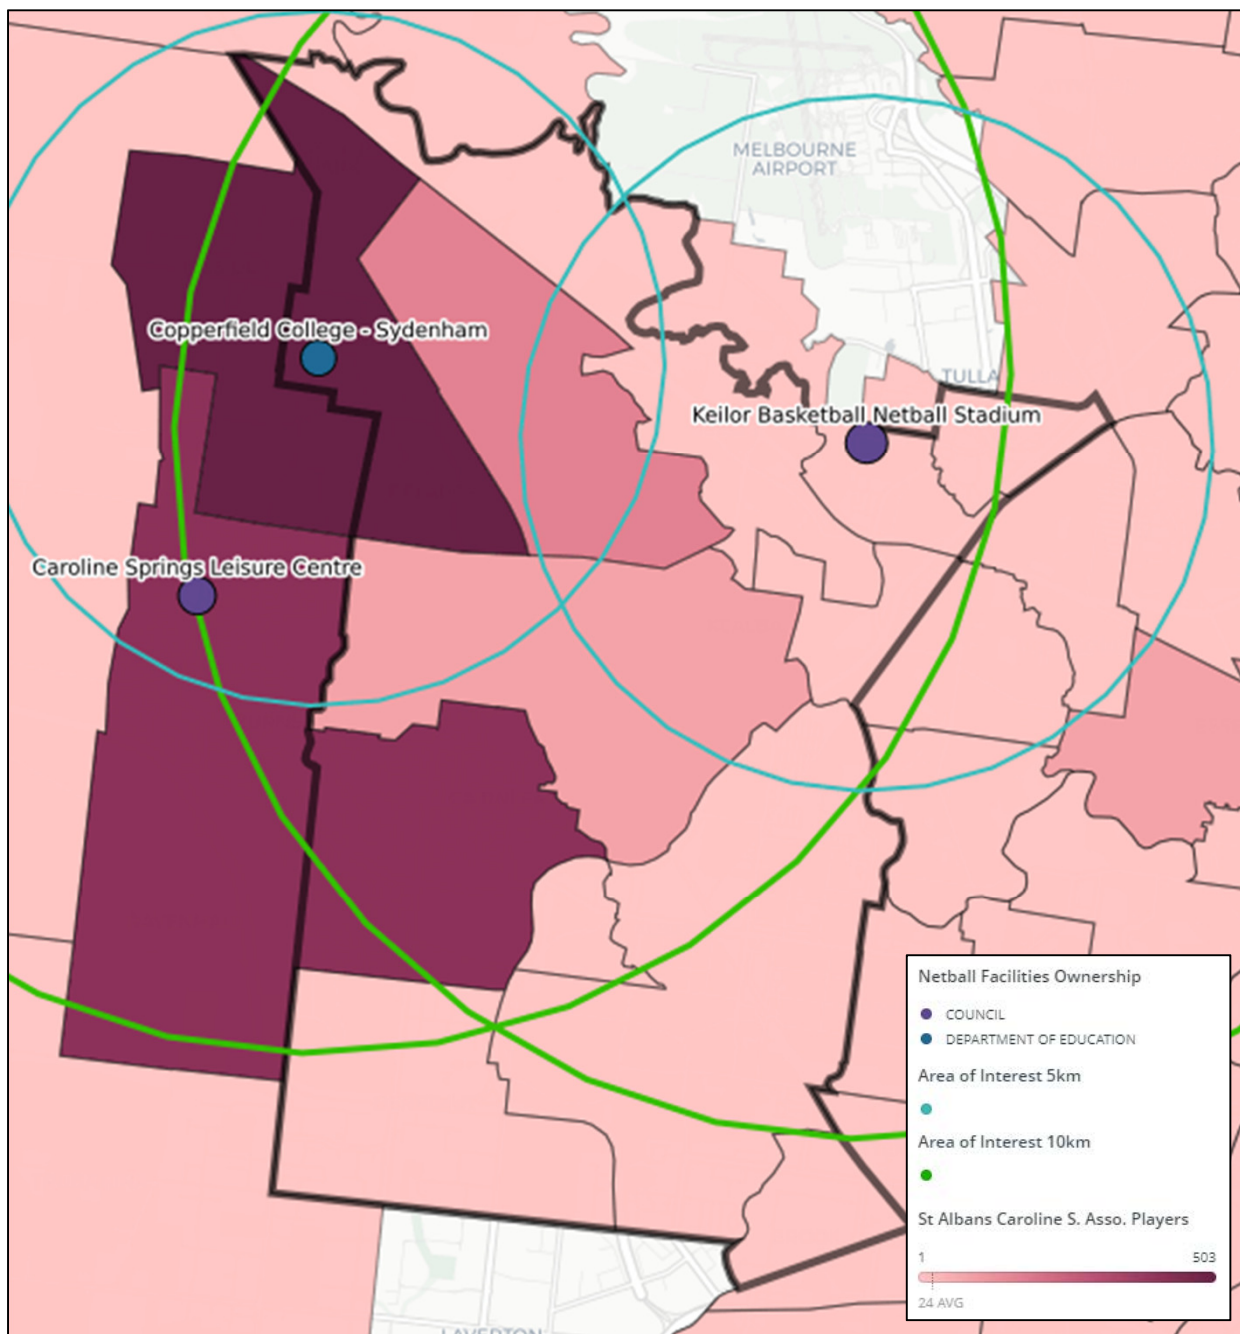 MELBOURNE
AIRPORT
Copperfield College - Sydenham
TULLA
Keilor Basketball Netball Stadium
Caroline Springs Leisure Centre
Netball Facilities Ownership
COUNCIL
DEPARTMENT OF EDUCATION
Area of Interest 5km
Area of Interest 10km
St Albans Caroline S. Asso. Players
1 503
24 AVG
LAVERTON